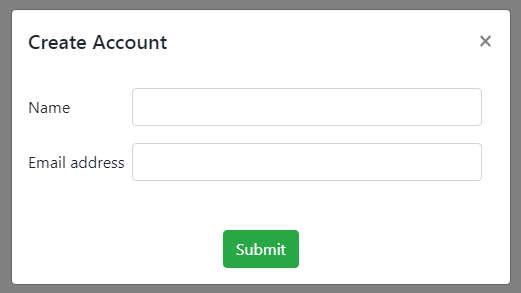 Create Account ×
Name
Email address
Submit